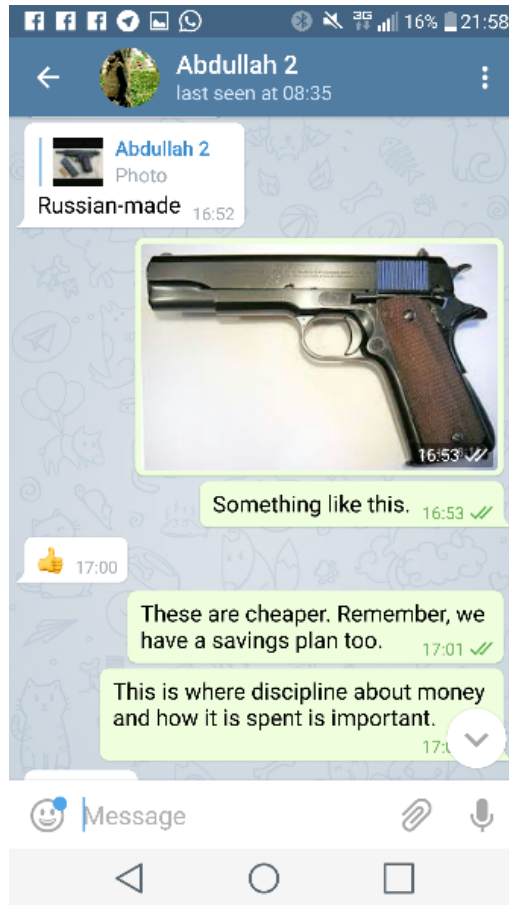 16% 21:58
Abdullah 2
last seen at 08:35
Abdullah 2
Photo
Russian-made 16:52
16:53
Something like this. 16:53
👍 17:00
These are cheaper. Remember, we
have a savings plan too. 17:01
This is where discipline about money
and how it is spent is important.
Message